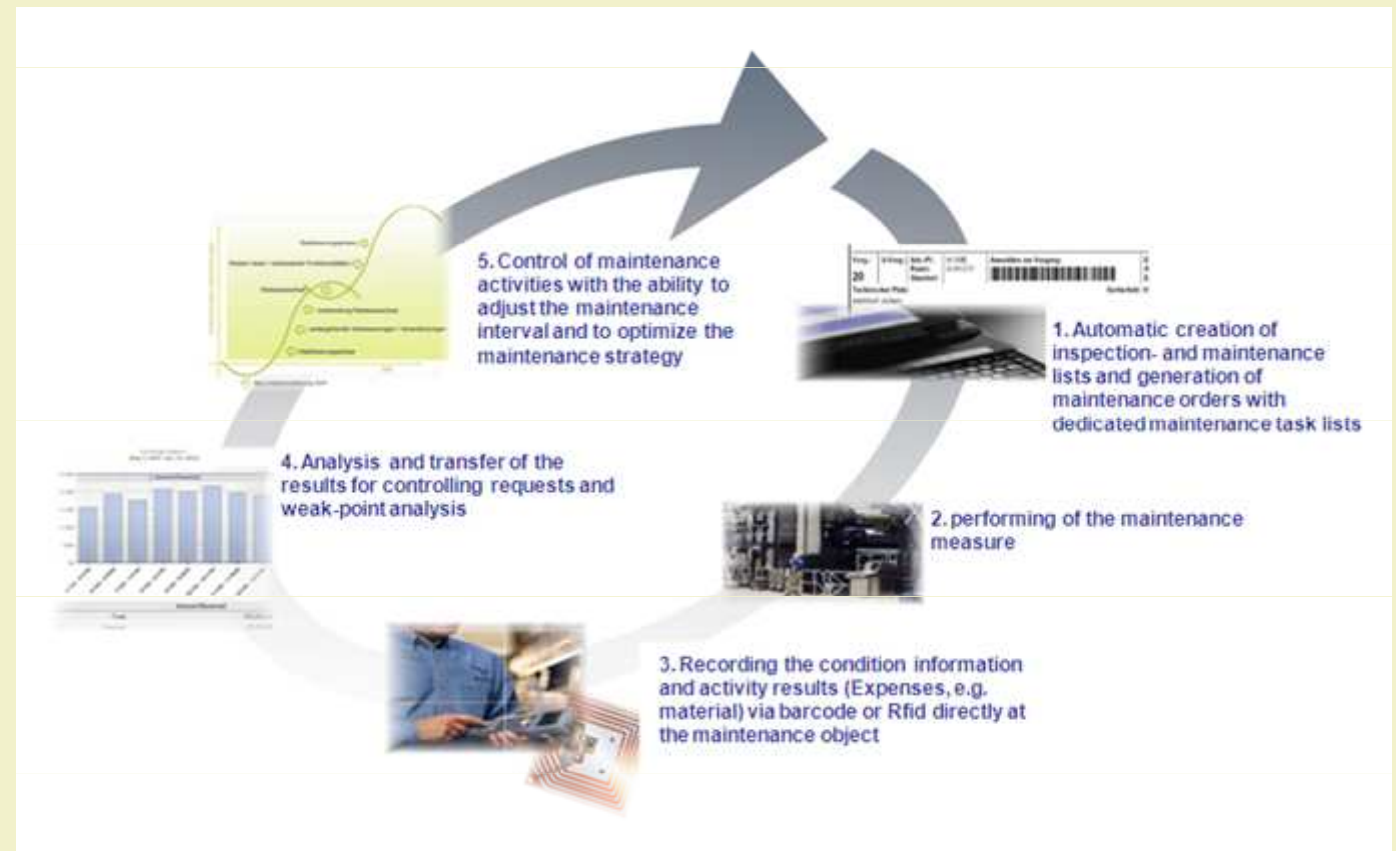 5. Control of maintenance
activities with the ability to
adjust the maintenance
interval and to optimize the
maintenance strategy
20
1. Automatic creation of
inspection- and maintenance
lists and generation of
maintenance orders with
dedicated maintenance task lists
4. Analysis and transfer of the
results for controlling requests and
weak-point analysis
2. performing of the maintenance
measure
3. Recording the condition information
and activity results (Expenses, e.g.
material) via barcode or Rfid directly at
the maintenance object